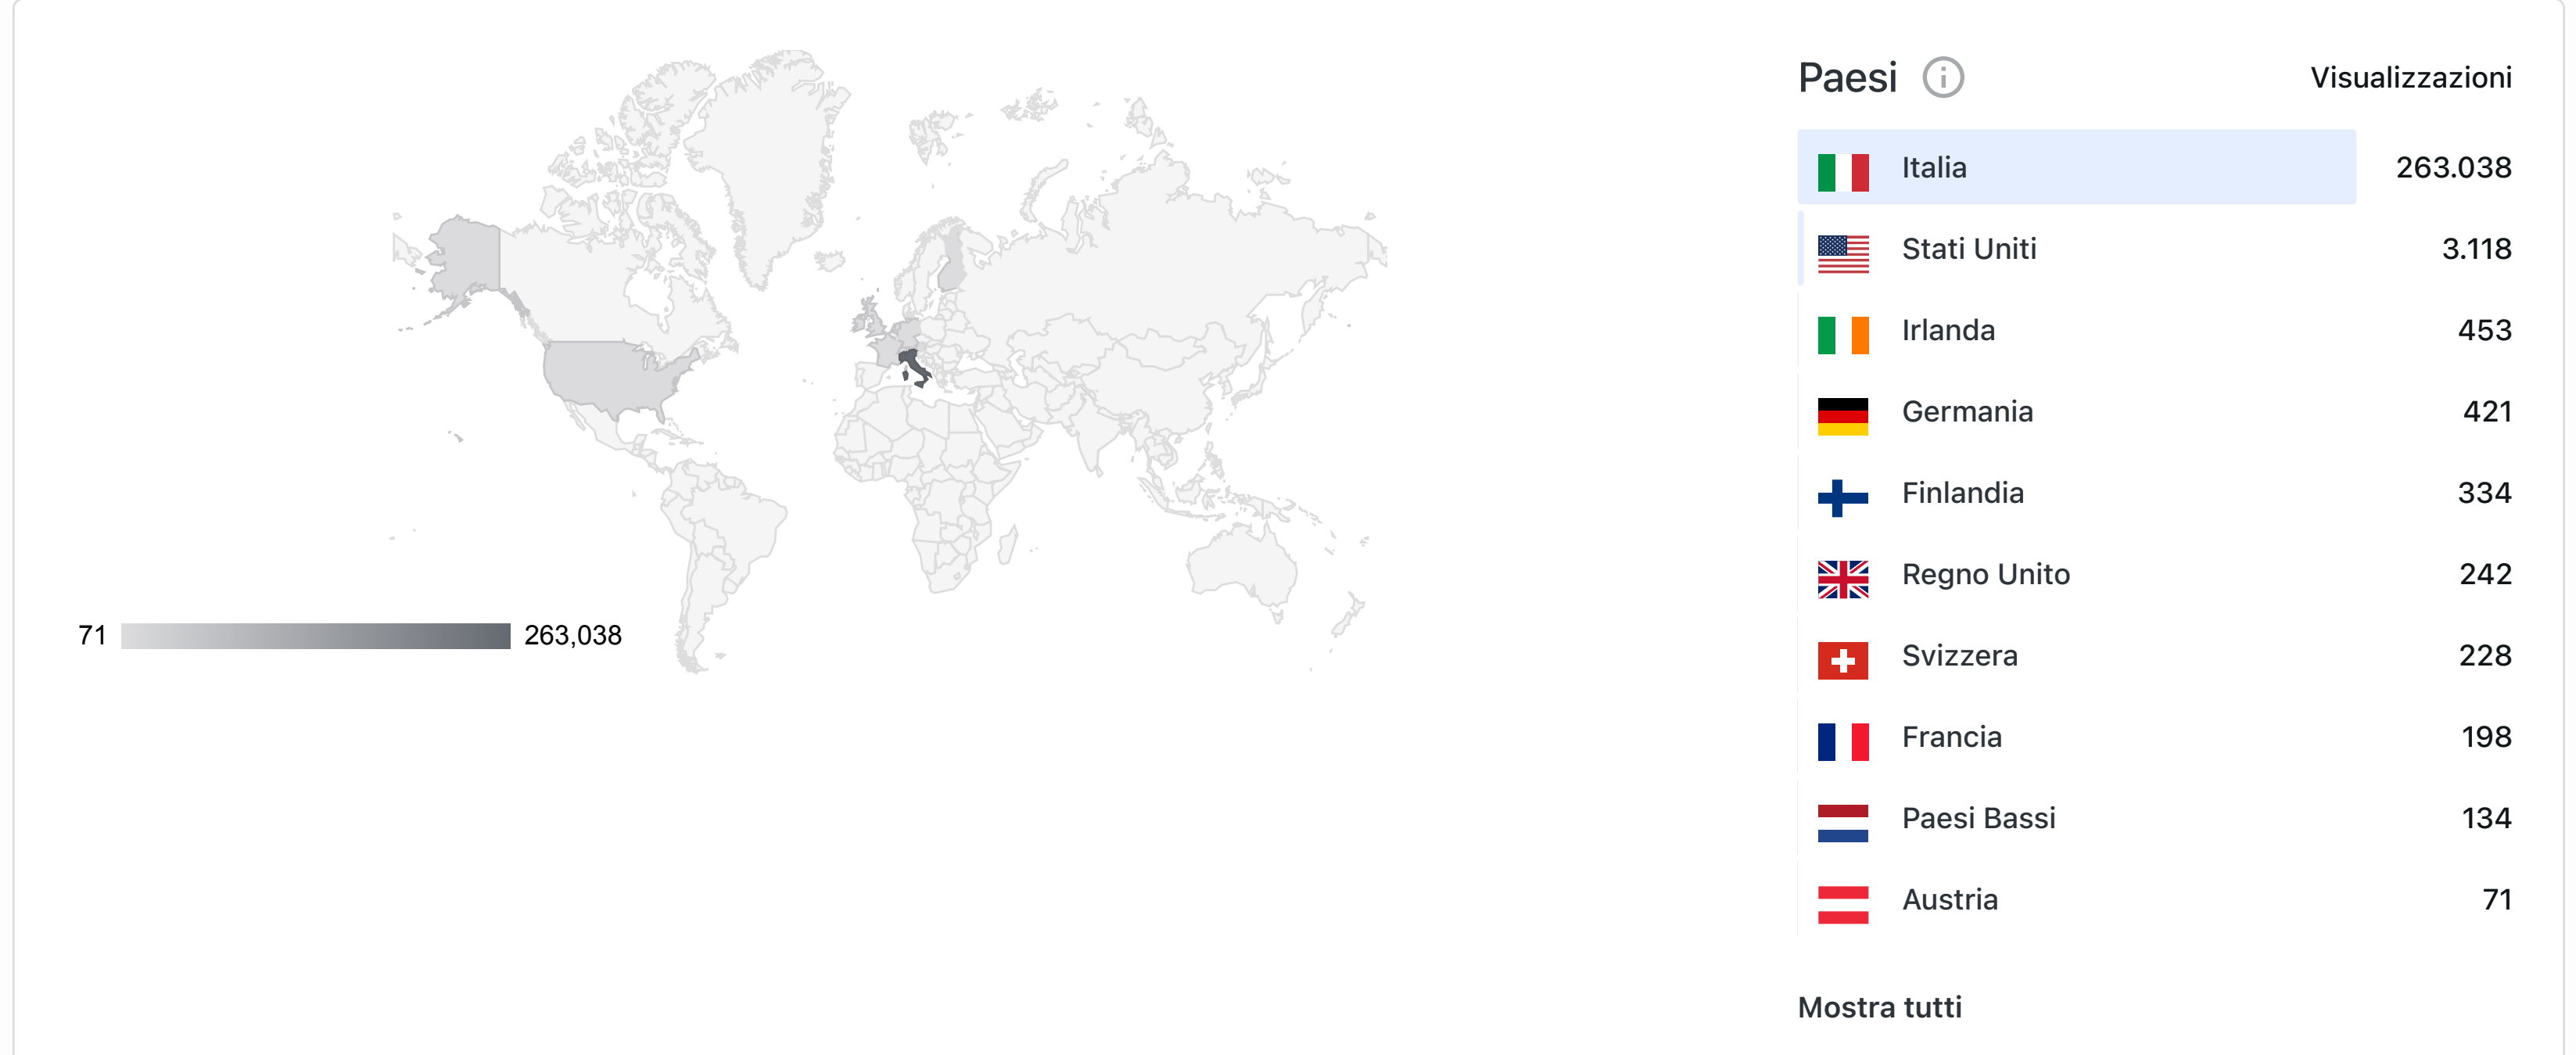 Paesi Visualizzazioni
Italia 263.038
Stati Uniti 3.118
Irlanda 453
Germania 421
Finlandia 334
Regno Unito 242
Svizzera 228
Francia 198
Paesi Bassi 134
Austria 71
Mostra tutti
71 263,038